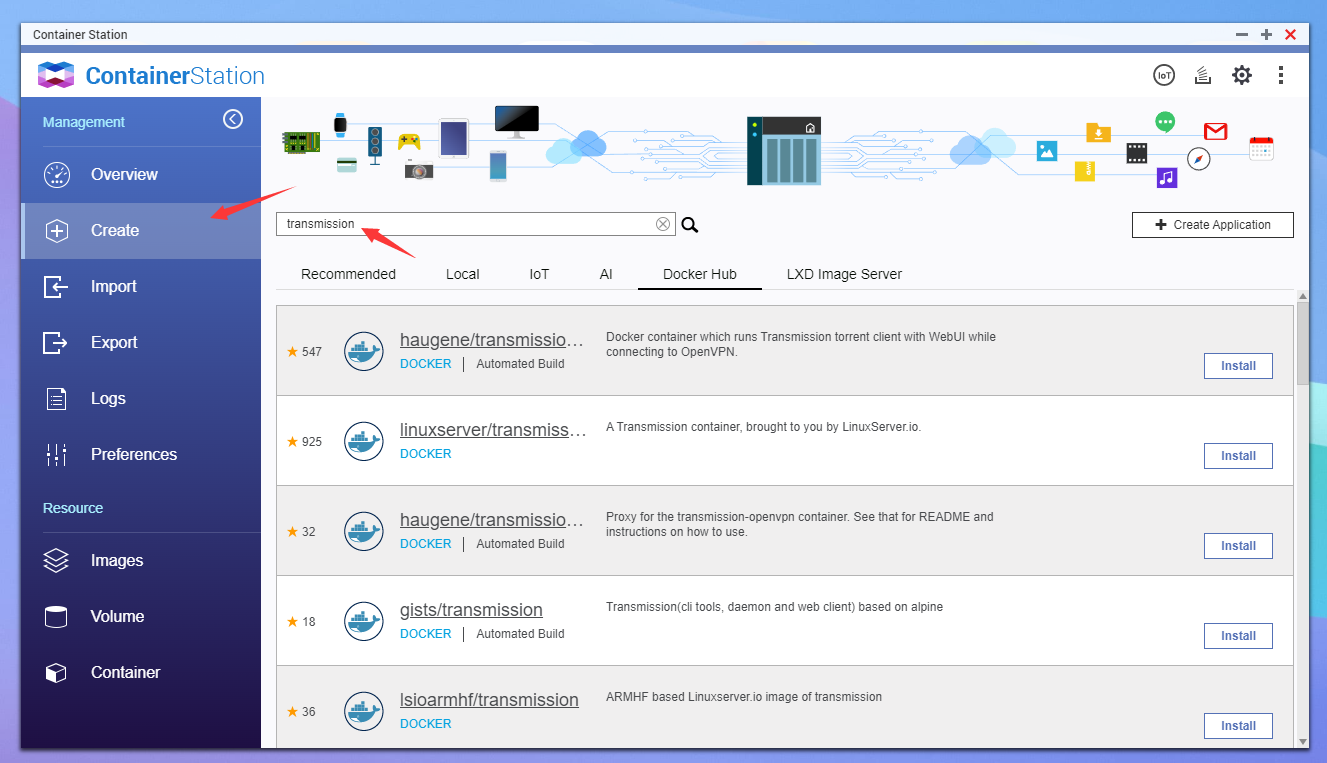 Container Station
ContainerStation
IoT
Management
Overview
Create
Import
Export
Logs
Preferences
Resource
Images
Volume
Container
transmission
Create Application
Recommended
Local
IoT
AI
Docker Hub
LXD Image Server
547
haugene/transmissio...
DOCKER | Automated Build
Docker container which runs Transmission torrent client with WebUI while
connecting to OpenVPN.
Install
925
linuxserver/transmiss...
DOCKER
A Transmission container, brought to you by LinuxServer.io.
Install
32
haugene/transmissio...
DOCKER | Automated Build
Proxy for the transmission-openvpn container. See that for README and
instructions on how to use.
Install
18
gists/transmission
DOCKER | Automated Build
Transmission(cli tools, daemon and web client) based on alpine
Install
36
lsioarmhf/transmission
DOCKER
ARMHF based Linuxserver.io image of transmission
Install